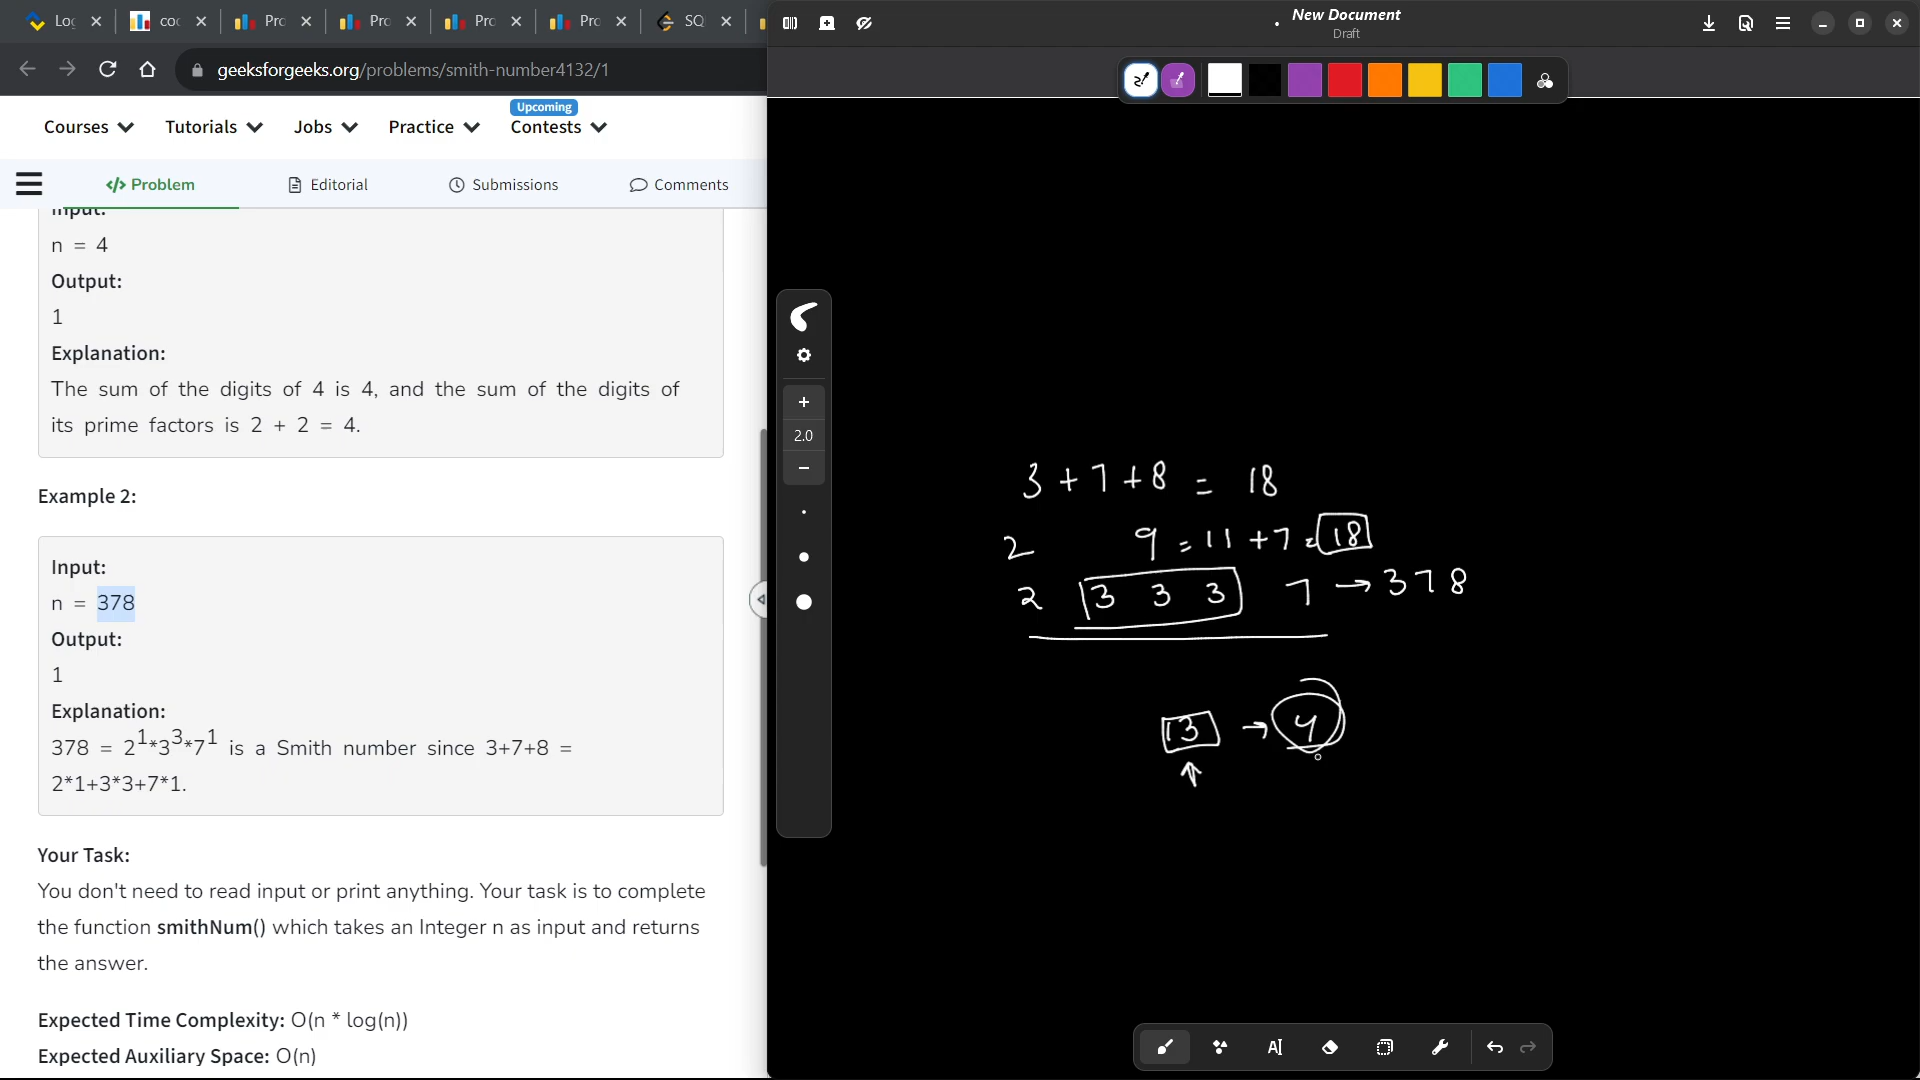 Log
coc
Pro
Pro
Pro
Pro
SQ
geeksforgeeks.org/problems/smith-number4132/1
Upcoming
Courses Tutorials Jobs Practice Contests
Problem Editorial Submissions Comments
Input:
n = 4
Output:
1
Explanation:
The sum of the digits of 4 is 4, and the sum of the digits of
its prime factors is 2 + 2 = 4.
Example 2:
Input:
n = 378
Output:
1
Explanation:
378 = 2^1*3^3*7^1 is a Smith number since 3+7+8 =
2*1+3*3+7*1.
Your Task:
You don't need to read input or print anything. Your task is to complete
the function smithNum() which takes an Integer n as input and returns
the answer.
Expected Time Complexity: O(n * log(n))
Expected Auxiliary Space: O(n)
New Document
Draft
2.0
3 + 7 + 8 = 18
2 9 = 11 + 7 = 18
2 3 3 3 7 → 378
13 → 4
AI